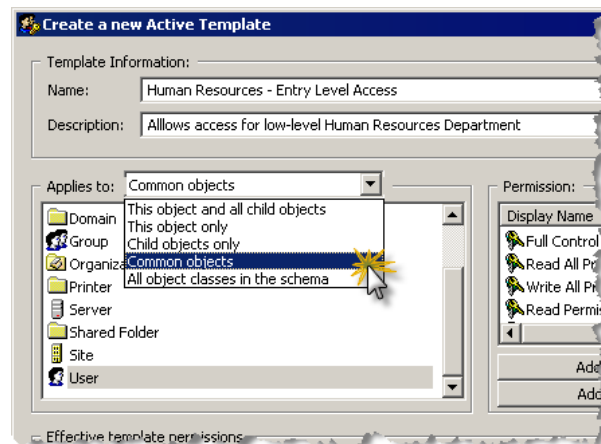 Create a new Active Template
Template Information:
Name: Human Resources - Entry Level Access
Description: Alllows access for low-level Human Resources Department
Applies to: Common objects
This object and all child objects
This object only
Child objects only
Common objects
All object classes in the schema
Domain
Group
Organiza
Printer
Server
Shared Folder
Site
User
Permission:
Display Name
Full Control
Read All Pr
Write All Pr
Read Permis
Add
Add
Effective template permissions